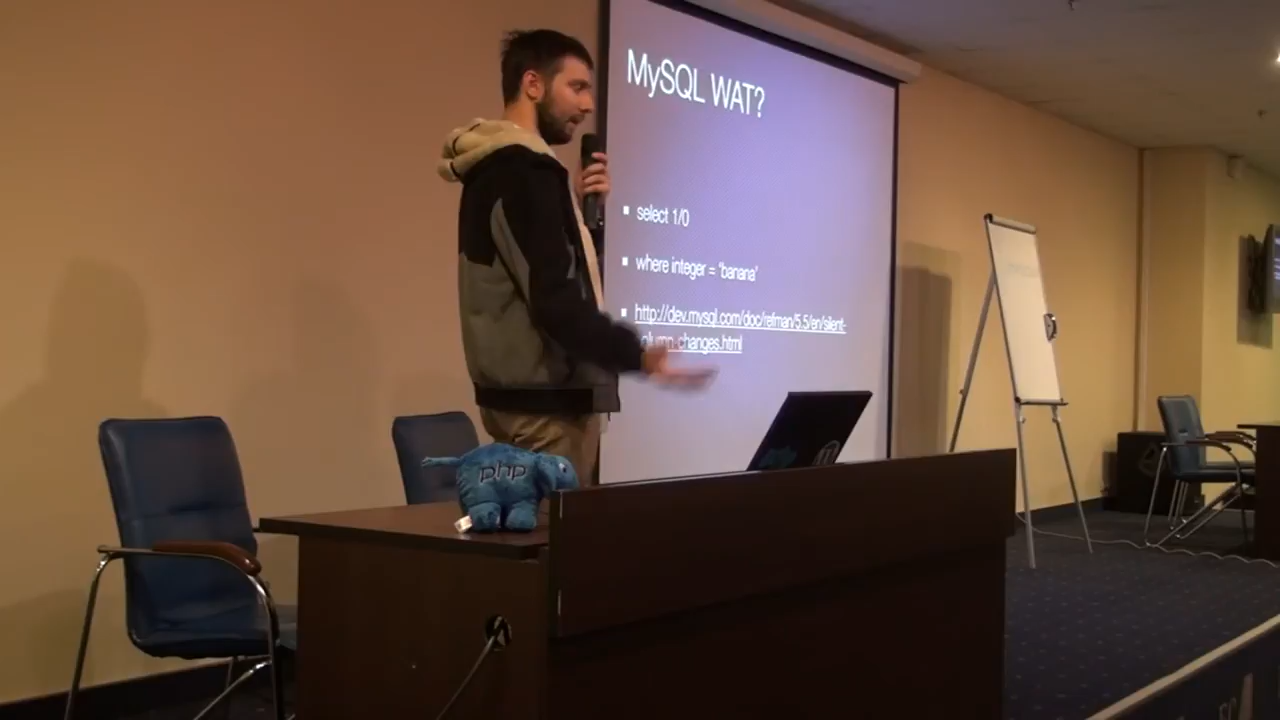 MySQL WAT?
select 1/0
where integer = "banana"
http://dev.mysql.com/doc/refman/5.5/en/silent-
column-changes.html
php